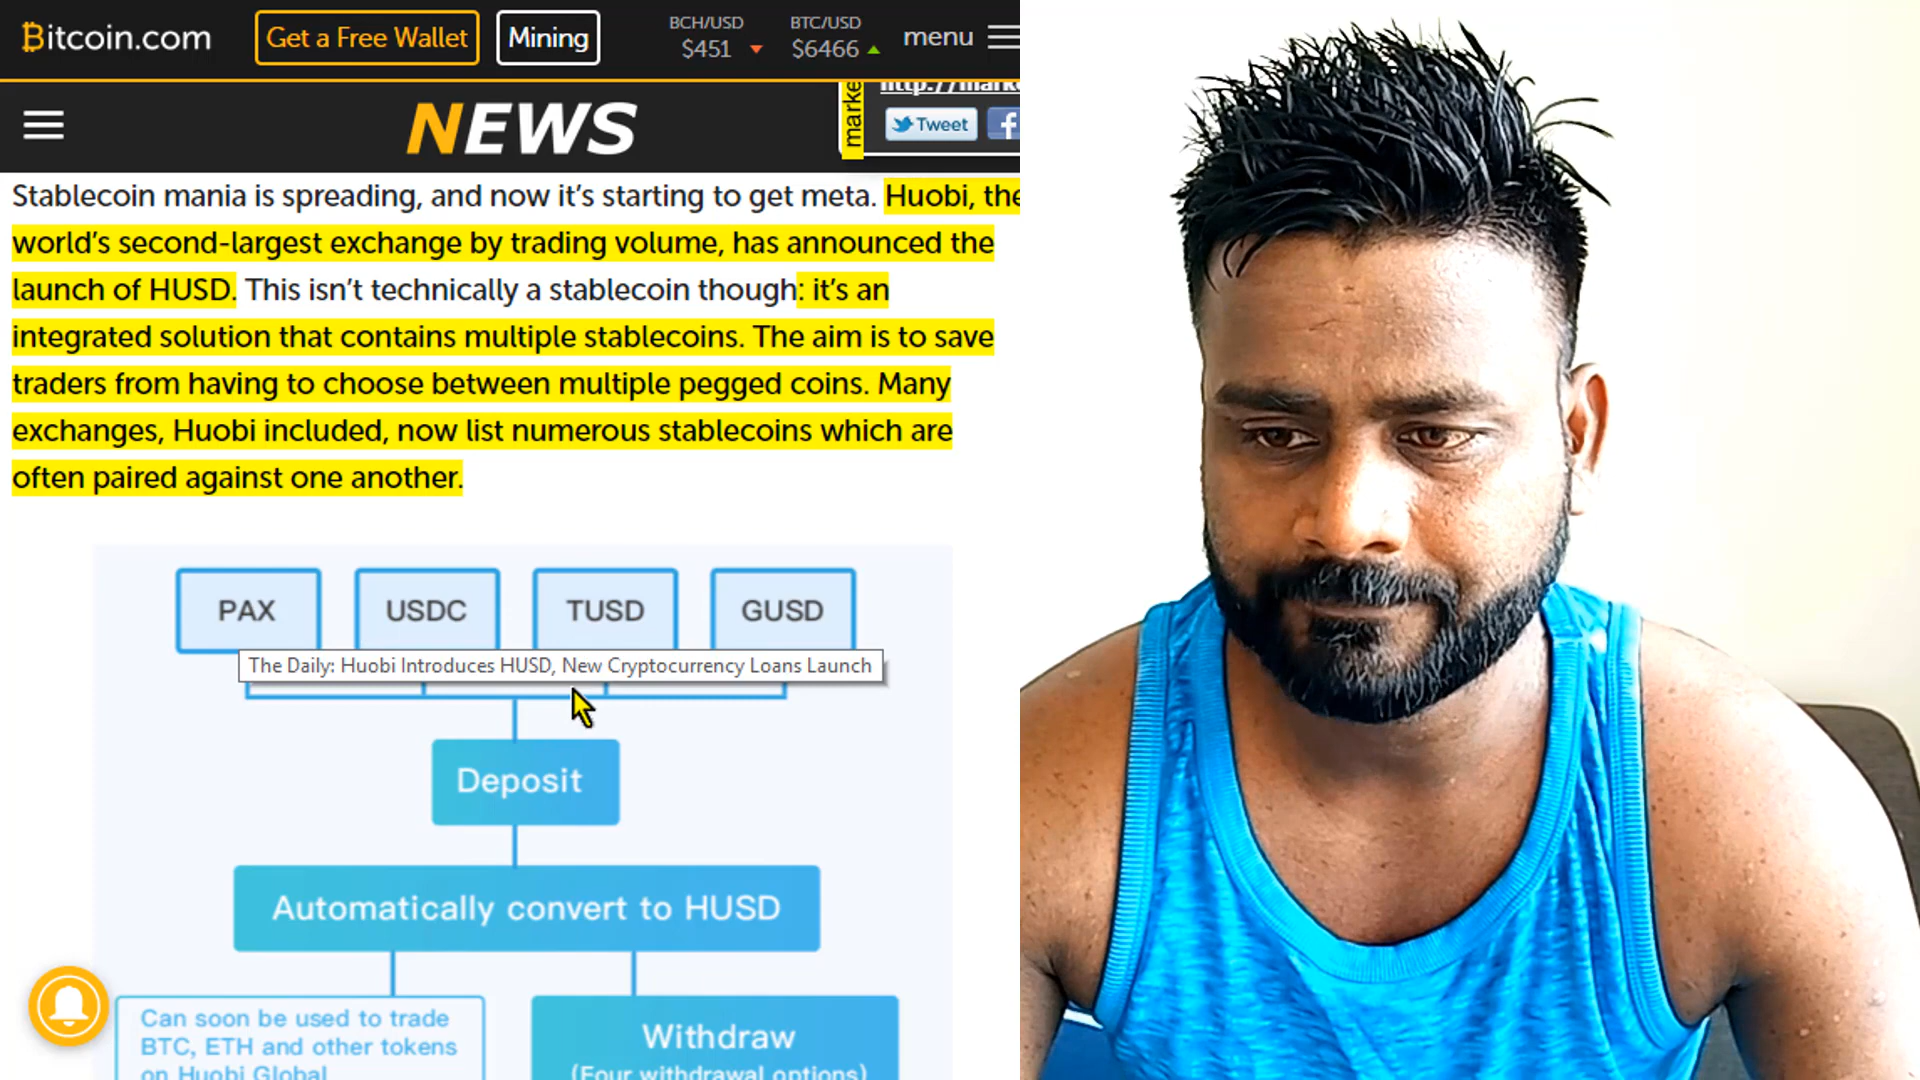 Bitcoin.com
Get a Free Wallet
Mining
BCH/USD
$451
BTC/USD
$6466
menu
NEWS
marke
Tweet
f
Stablecoin mania is spreading, and now it’s starting to get meta. Huobi, the
world’s second-largest exchange by trading volume, has announced the
launch of HUSD. This isn’t technically a stablecoin though: it’s an
integrated solution that contains multiple stablecoins. The aim is to save
traders from having to choose between multiple pegged coins. Many
exchanges, Huobi included, now list numerous stablecoins which are
often paired against one another.
PAX
USDC
TUSD
GUSD
The Daily: Huobi Introduces HUSD, New Cryptocurrency Loans Launch
Deposit
Automatically convert to HUSD
Can soon be used to trade
BTC, ETH and other tokens
on Huobi Global
Withdraw
(Four withdrawal options)